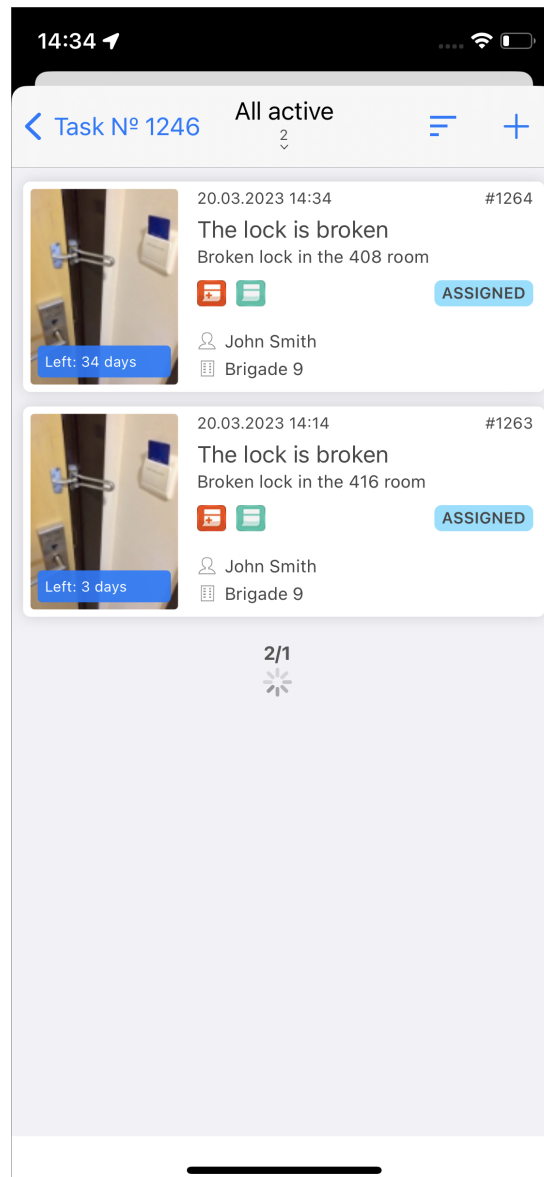 14:34
Task Nº 1246
All active
2
20.03.2023 14:34
#1264
The lock is broken
Broken lock in the 408 room
ASSIGNED
John Smith
Left: 34 days
Brigade 9
20.03.2023 14:14
#1263
The lock is broken
Broken lock in the 416 room
ASSIGNED
John Smith
Left: 3 days
Brigade 9
2/1